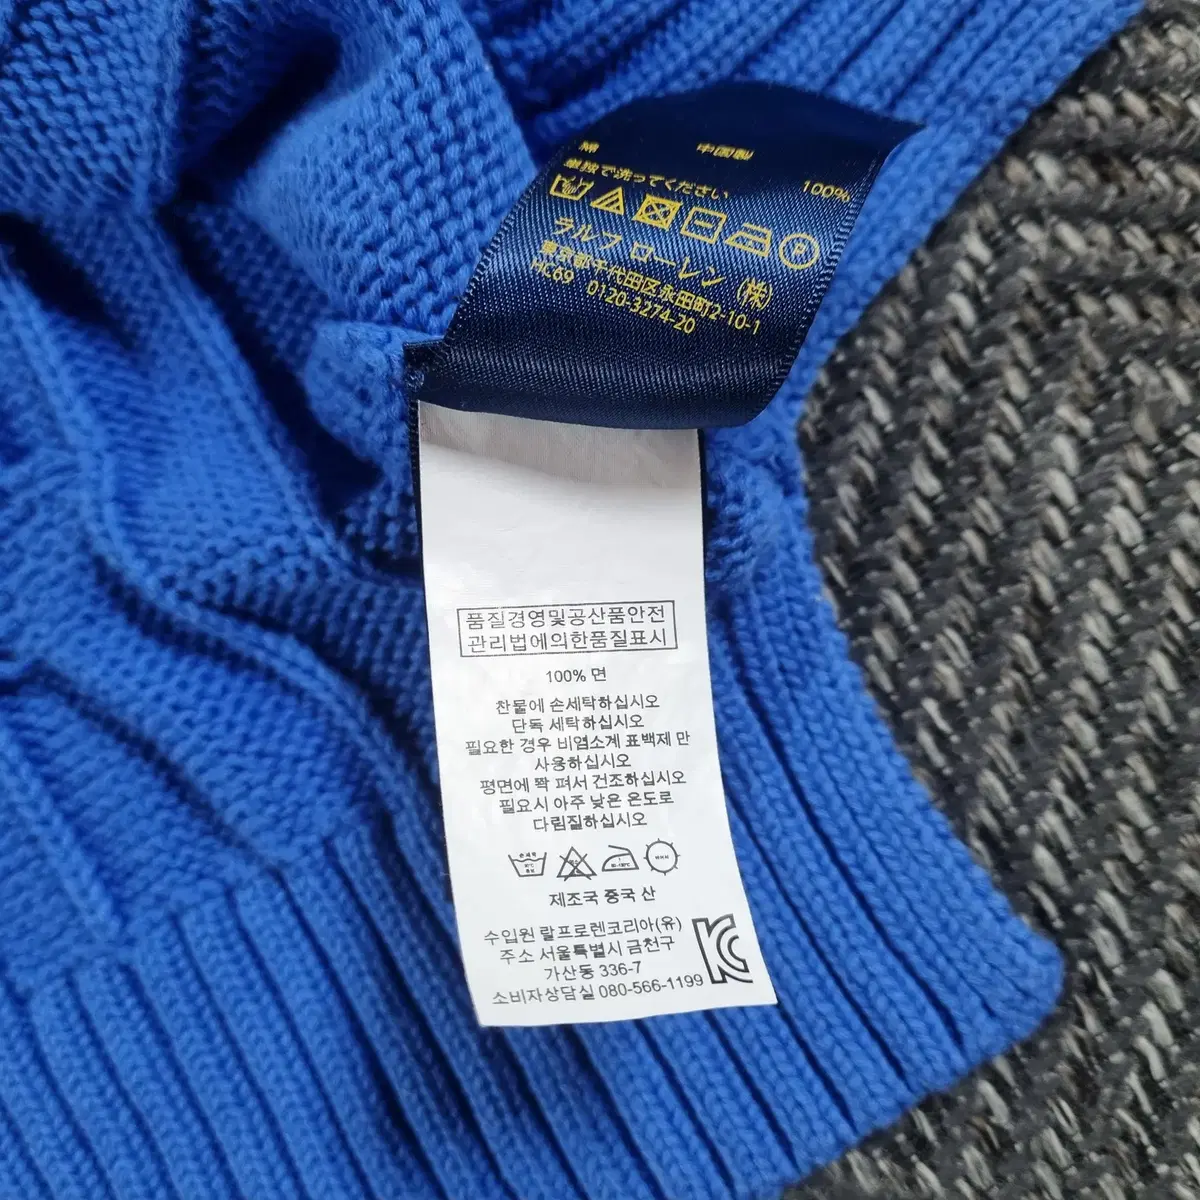 綿 中国製 100%
単独で洗ってください
ラルフ ローレン (株)
東京都千代田区永田町2-10-1
HC69 0120-3274-20
품질경영및공산품안전
관리법에의한품질표시
100% 면
찬물에 손세탁하십시오
단독 세탁하십시오
필요한 경우 비염소계 표백제 만
사용하십시오
평면에 쫙 펴서 건조하십시오
필요시 아주 낮은 온도로
다림질하십시오
제조국 중국 산
수입원 랄프로렌코리아(유)
주소 서울특별시 금천구
가산동 336-7
소비자상담실 080-566-1199